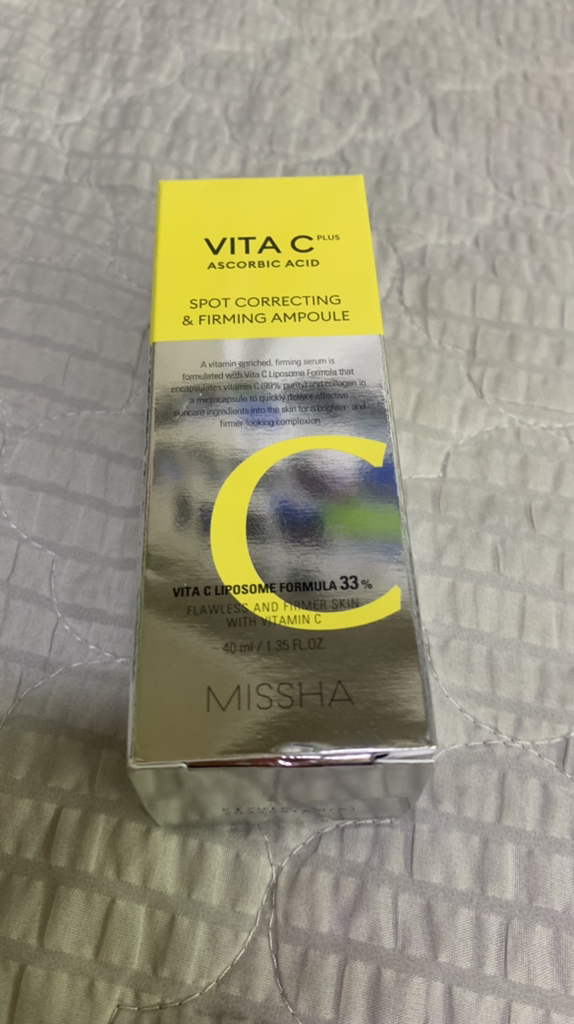 VITA C PLUS
ASCORBIC ACID
SPOT CORRECTING
& FIRMING AMPOULE
A vitamin-enriched, firming serum is
formulated with Vita C Liposome Formula that
encapsulates vitamin C (99% purity) and collagen in
a microcapsule to quickly deliver effective
skincare ingredients into the skin for a brighter- and
firmer-looking complexion.
C
VITA C LIPOSOME FORMULA 33%
FLAWLESS AND FIRMER SKIN
WITH VITAMIN C
40 ml / 1.35 FL.OZ.
MISSHA